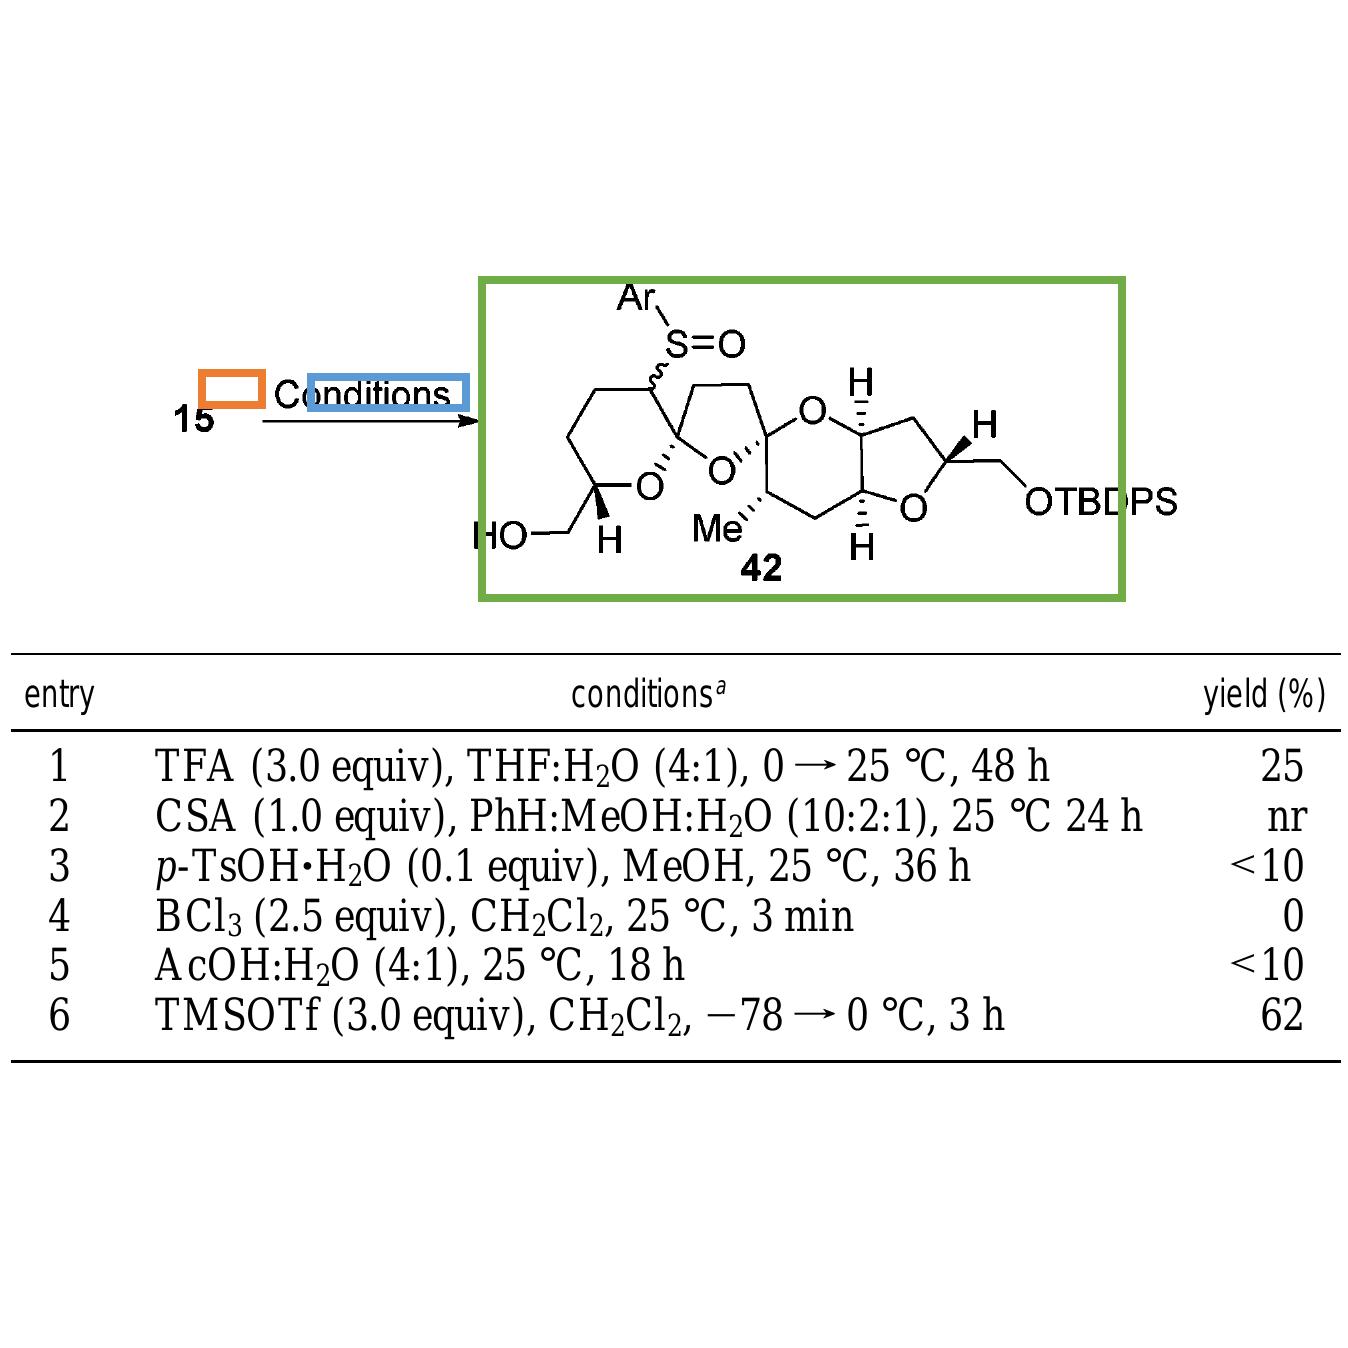 Ar
S=O
15 Conditions
H
O
H
O
O
O
OTBDPS
HO
H
Me
H
42
entry conditionsᵃ yield (%)
1 TFA (3.0 equiv), THF:H₂O (4:1), 0 → 25 °C, 48 h 25
2 CSA (1.0 equiv), PhH:MeOH:H₂O (10:2:1), 25 °C 24 h nr
3 p-TsOH·H₂O (0.1 equiv), MeOH, 25 °C, 36 h <10
4 BCl₃ (2.5 equiv), CH₂Cl₂, 25 °C, 3 min 0
5 AcOH:H₂O (4:1), 25 °C, 18 h <10
6 TMSOTf (3.0 equiv), CH₂Cl₂, −78 → 0 °C, 3 h 62